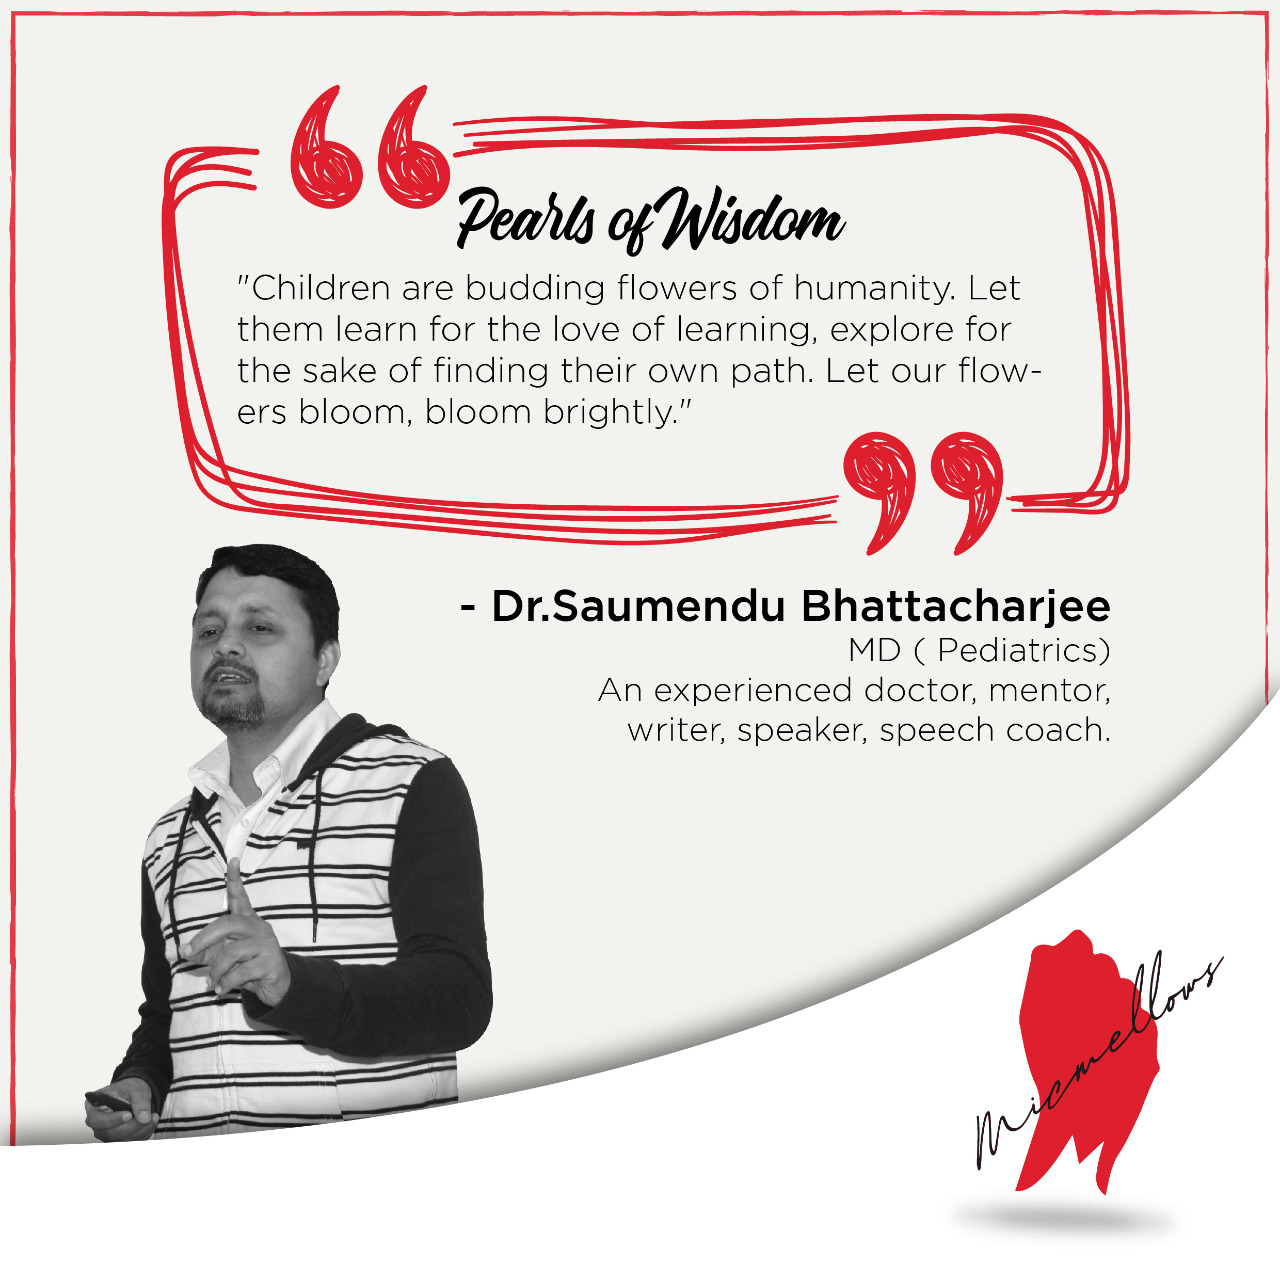 Pearls of Wisdom
"Children are budding flowers of humanity. Let
them learn for the love of learning, explore for
the sake of finding their own path. Let our flow-
ers bloom, bloom brightly."
- Dr.Saumendu Bhattacharjee
MD ( Pediatrics)
An experienced doctor, mentor,
writer, speaker, speech coach.
Micmellows